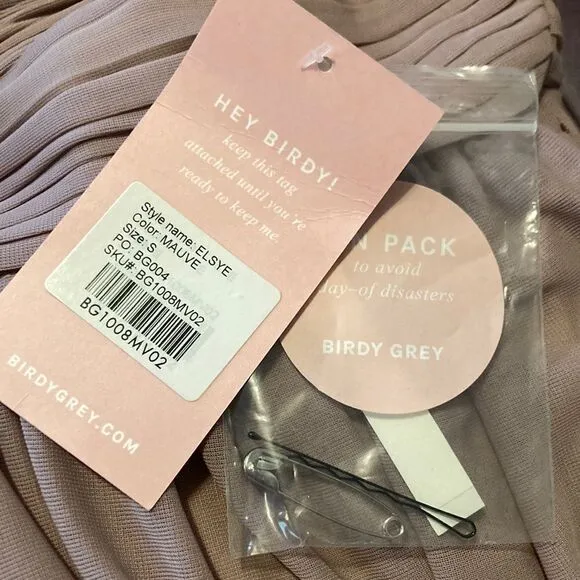 HEY BIRDY!
keep this tag
attached until you're
ready to keep me.
Style name: ELSYE
Color: MAUVE
Size: S
PO: BG004
SKU#: BG1008MV02
BG1008MV02
BIRDYGREY.COM
PACK
to avoid
disasters
BIRDY GREY